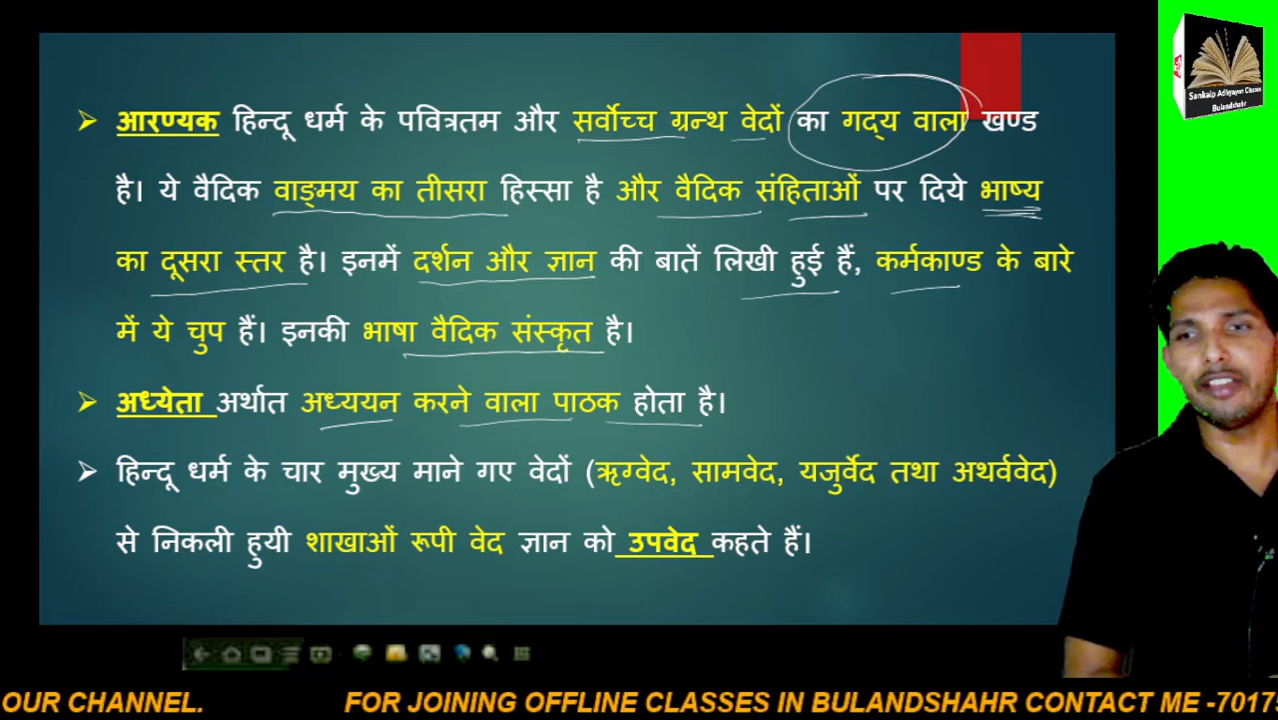 आरण्यक हिन्दू धर्म के पवित्रतम और सर्वोच्च ग्रन्थ वेदों का गद्य वाला खण्ड
है। ये वैदिक वाङ्मय का तीसरा हिस्सा है और वैदिक संहिताओं पर दिये भाष्य
का दूसरा स्तर है। इनमें दर्शन और ज्ञान की बातें लिखी हुई हैं, कर्मकाण्ड के बारे
में ये चुप हैं। इनकी भाषा वैदिक संस्कृत है।
अध्येता अर्थात अध्ययन करने वाला पाठक होता है।
हिन्दू धर्म के चार मुख्य माने गए वेदों (ऋग्वेद, सामवेद, यजुर्वेद तथा अथर्ववेद)
से निकली हुयी शाखाओं रूपी वेद ज्ञान को उपवेद कहते हैं।
Sankalp Adhyayan Classes
Bulandshahr
OUR CHANNEL. FOR JOINING OFFLINE CLASSES IN BULANDSHAHR CONTACT ME -7017